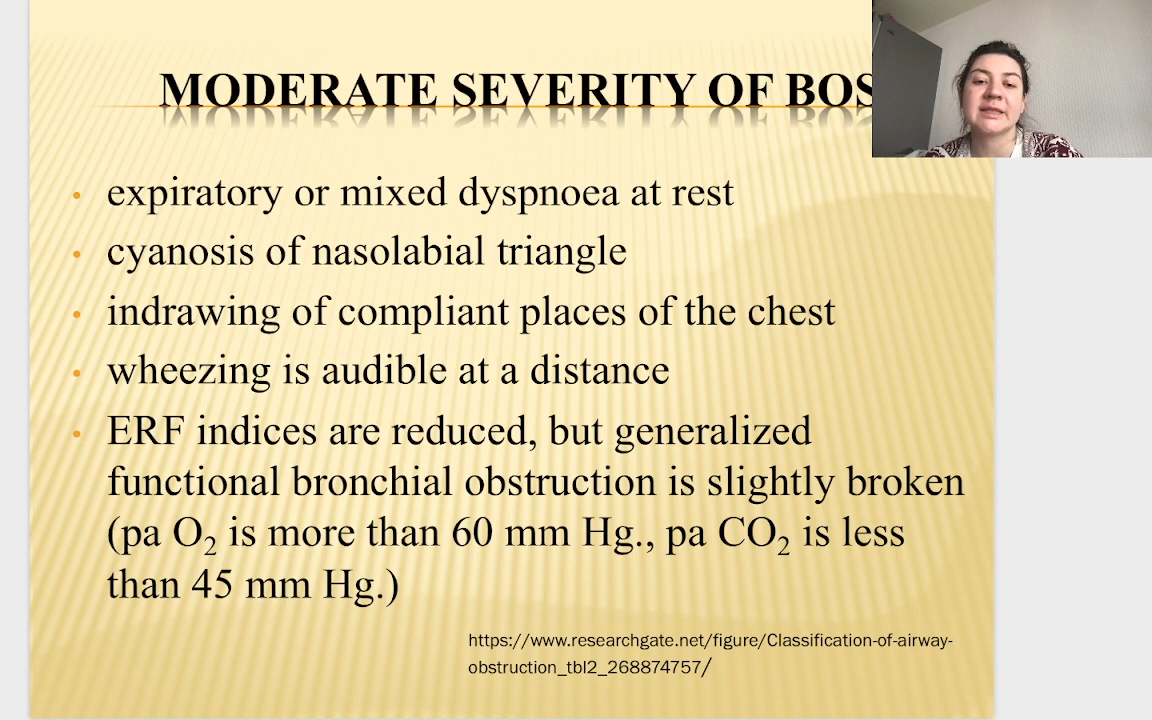 MODERATE SEVERITY OF BOS
expiratory or mixed dyspnoea at rest
cyanosis of nasolabial triangle
indrawing of compliant places of the chest
wheezing is audible at a distance
ERF indices are reduced, but generalized
functional bronchial obstruction is slightly broken
(pa O₂ is more than 60 mm Hg., pa CO₂ is less
than 45 mm Hg.)
https://www.researchgate.net/figure/Classification-of-airway-
obstruction_tbl2_268874757/